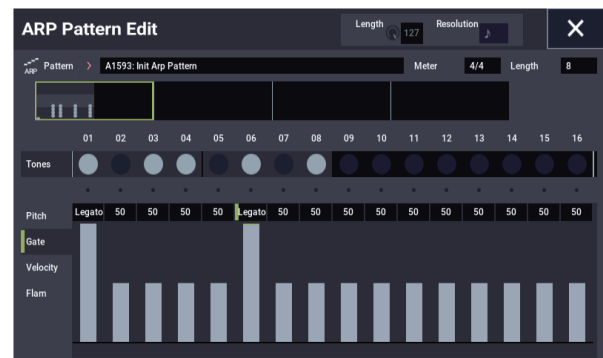 ARP Pattern Edit
Length 127 Resolution
ARP Pattern > A1593: Init Arp Pattern Meter 4/4 Length 8
01 02 03 04 05 06 07 08 09 10 11 12 13 14 15 16
Tones
Pitch Legato 50 50 50 50 Legato 50 50 50 50 50 50 50 50 50 50
Gate
Velocity
Flam